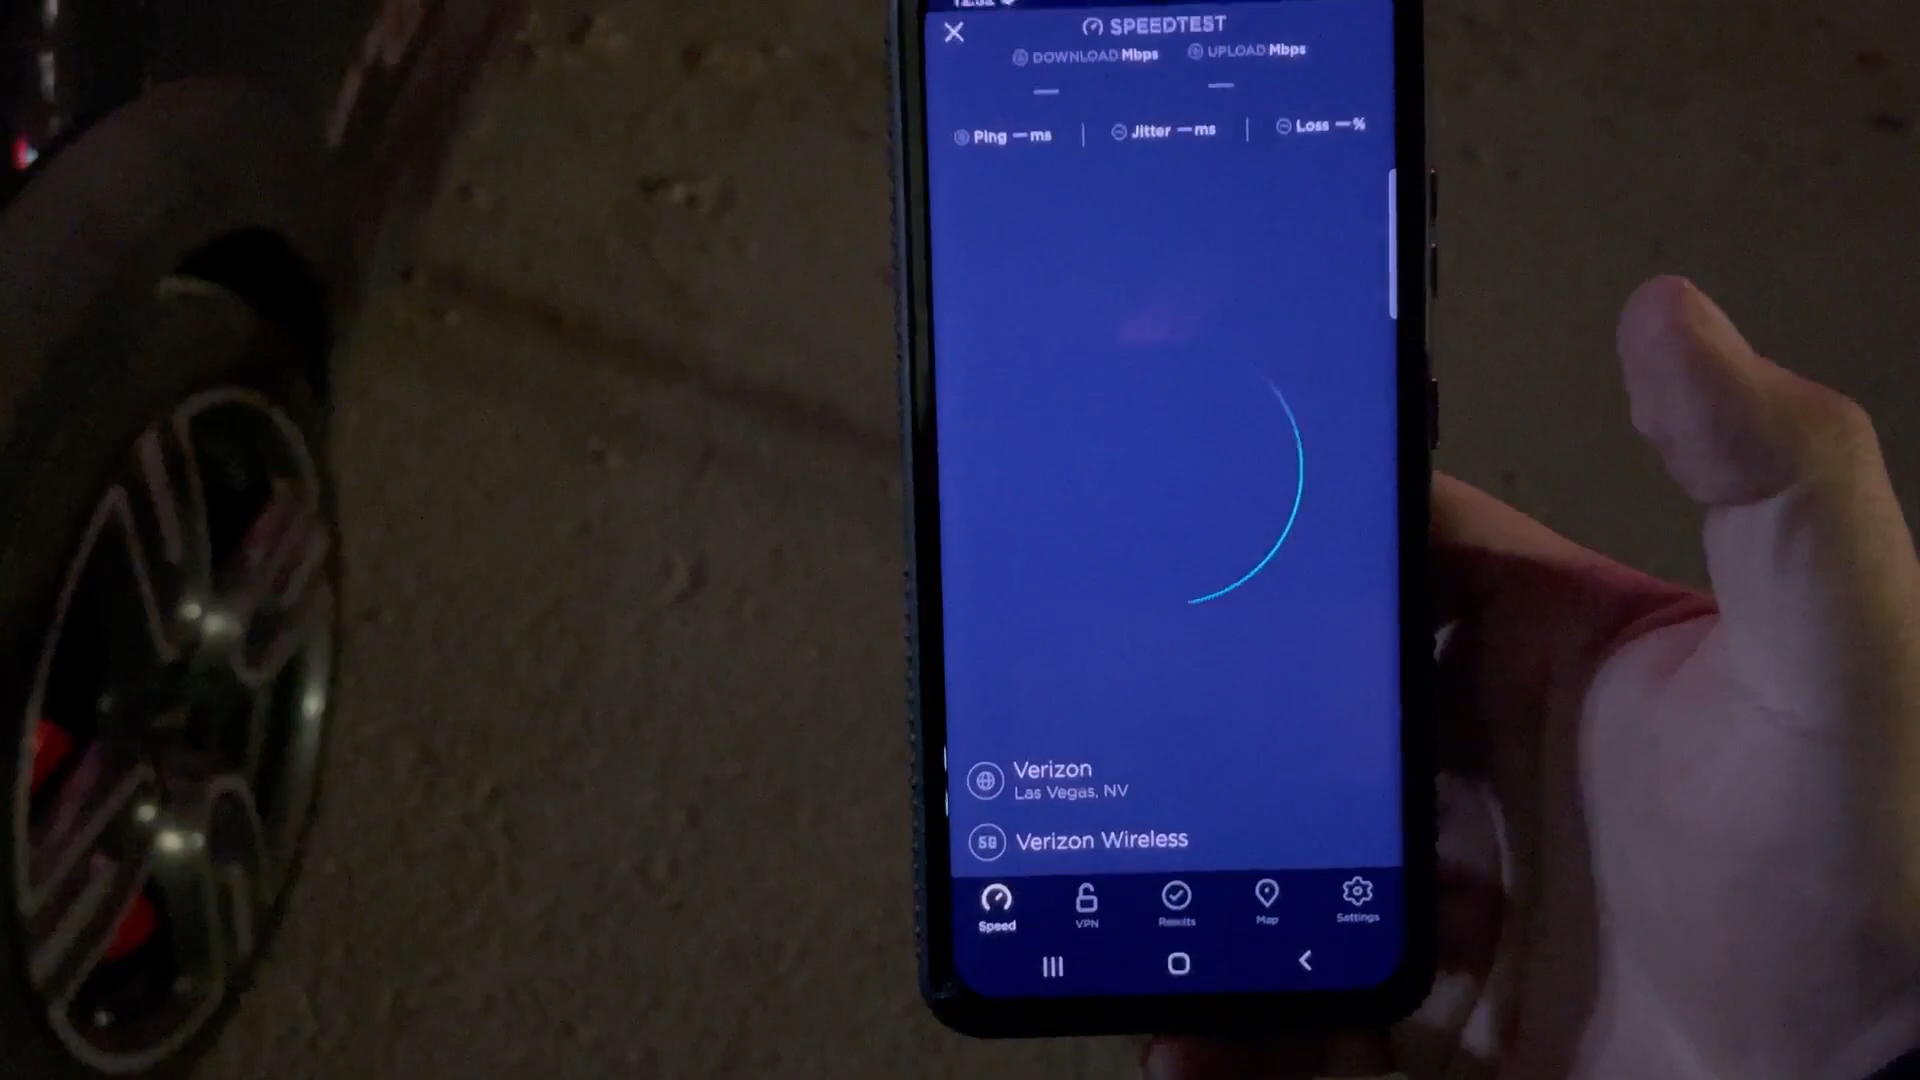 SPEEDTEST
DOWNLOAD Mbps UPLOAD Mbps
— —
Ping — ms | Jitter — ms | Loss — %
Verizon
Las Vegas, NV
5G Verizon Wireless
Speed VPN Results Map Settings